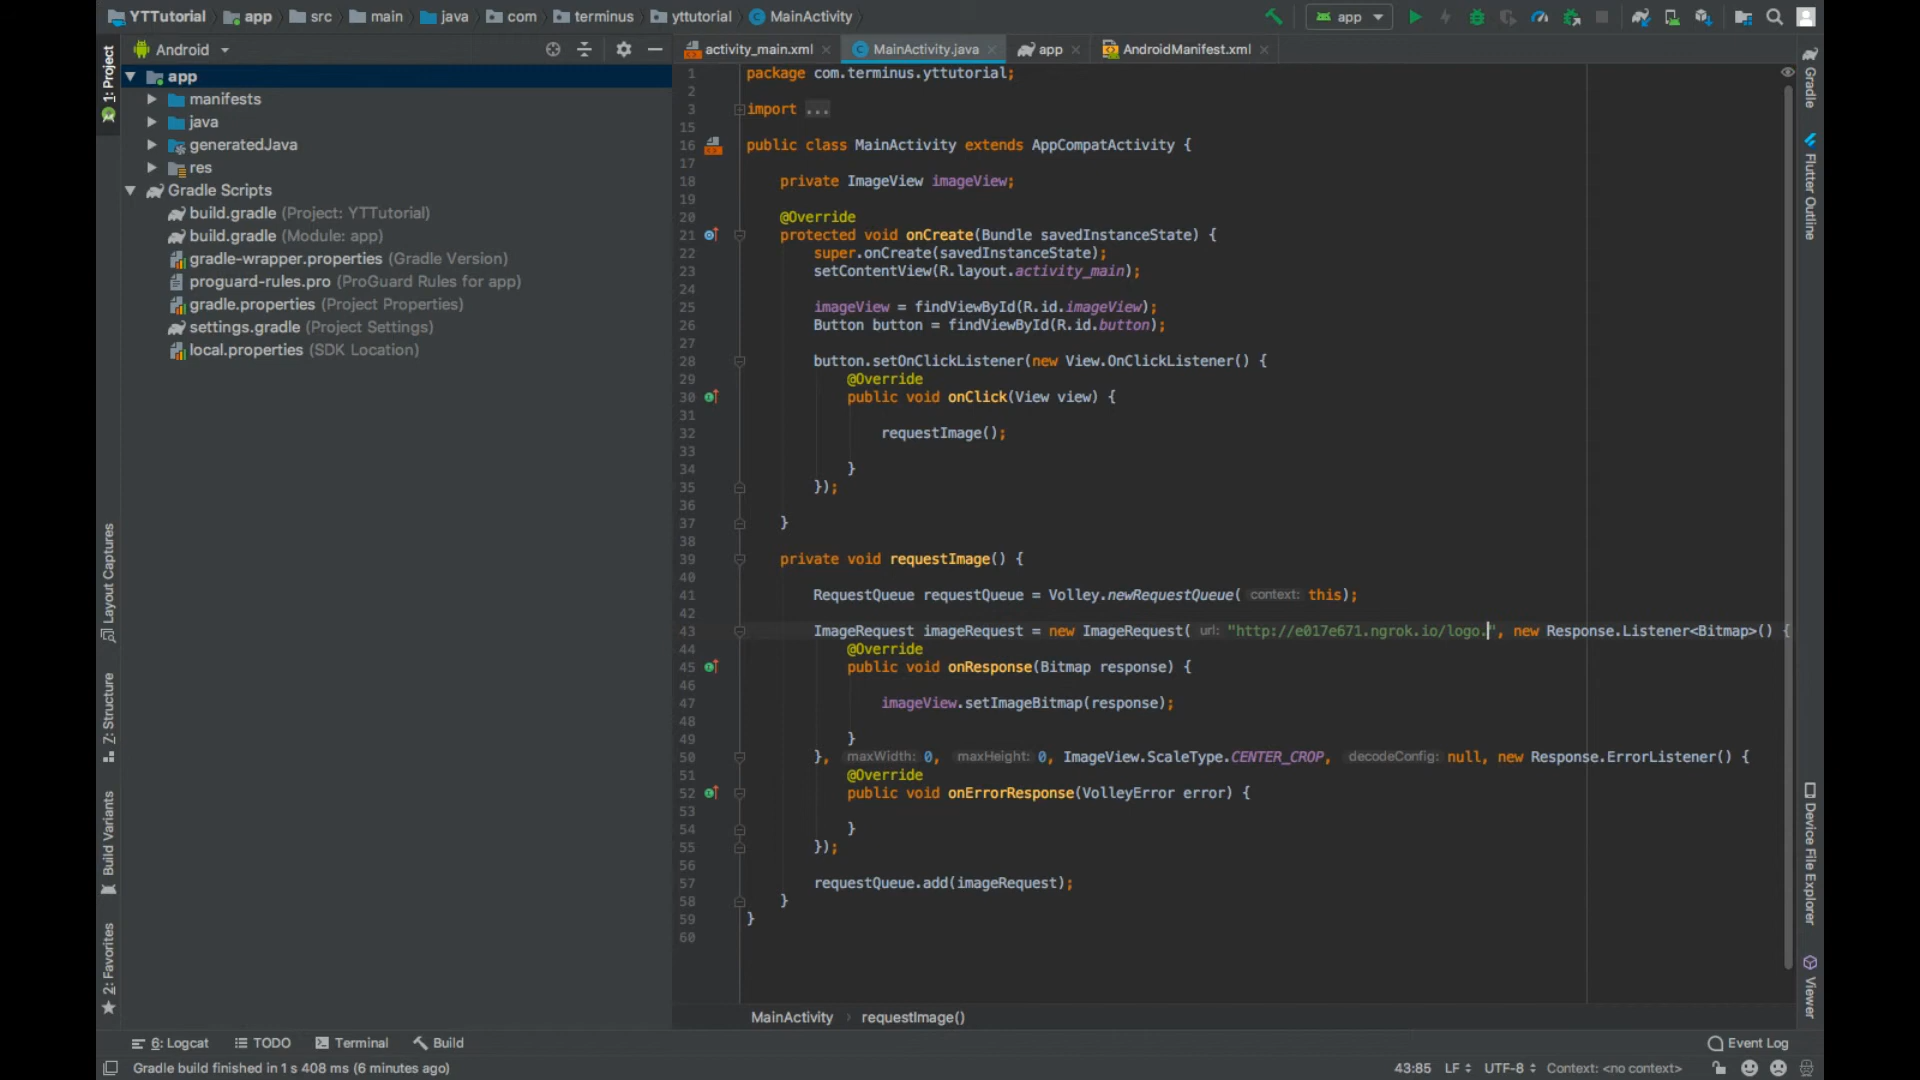 YTTutorial app src main java com terminus yttutorial MainActivity app
Android activity_main.xml MainActivity.java app AndroidManifest.xml
1: Project
app
manifests
java
generatedJava
res
Gradle Scripts
build.gradle (Project: YTTutorial)
build.gradle (Module: app)
gradle-wrapper.properties (Gradle Version)
proguard-rules.pro (ProGuard Rules for app)
gradle.properties (Project Properties)
settings.gradle (Project Settings)
local.properties (SDK Location)
Layout Captures
Z: Structure
Build Variants
2: Favorites
1 package com.terminus.yttutorial;
2
3 import ...
15
16 public class MainActivity extends AppCompatActivity {
17
18 private ImageView imageView;
19
20 @Override
21 protected void onCreate(Bundle savedInstanceState) {
22 super.onCreate(savedInstanceState);
23 setContentView(R.layout.activity_main);
24
25 imageView = findViewById(R.id.imageView);
26 Button button = findViewById(R.id.button);
27
28 button.setOnClickListener(new View.OnClickListener() {
29 @Override
30 public void onClick(View view) {
31
32 requestImage();
33
34 }
35 });
36
37 }
38
39 private void requestImage() {
40
41 RequestQueue requestQueue = Volley.newRequestQueue( context: this);
42
43 ImageRequest imageRequest = new ImageRequest( url: "http://e017e671.ngrok.io/logo.", new Response.Listener<Bitmap>() {
44 @Override
45 public void onResponse(Bitmap response) {
46
47 imageView.setImageBitmap(response);
48
49 }
50 }, maxWidth: 0, maxHeight: 0, ImageView.ScaleType.CENTER_CROP, decodeConfig: null, new Response.ErrorListener() {
51 @Override
52 public void onErrorResponse(VolleyError error) {
53
54 }
55 });
56
57 requestQueue.add(imageRequest);
58 }
59 }
60
MainActivity › requestImage()
Gradle
Flutter Outline
Device File Explorer
Viewer
6: Logcat TODO Terminal Build Event Log
Gradle build finished in 1 s 408 ms (6 minutes ago) 43:85 LF UTF-8 Context: <no context>